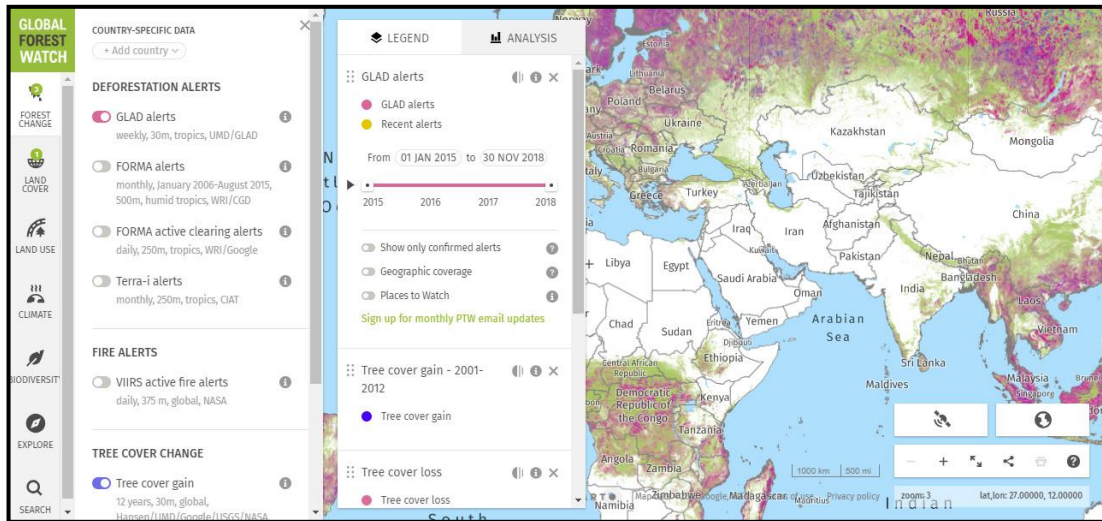 GLOBAL
FOREST
WATCH
3
FOREST
CHANGE
1
LAND
COVER
LAND USE
CLIMATE
BIODIVERSIT
EXPLORE
SEARCH
COUNTRY-SPECIFIC DATA
+ Add country
DEFORESTATION ALERTS
GLAD alerts
weekly, 30m, tropics, UMD/GLAD
FORMA alerts
monthly, January 2006-August 2015,
500m, humid tropics, WRI/CGD
FORMA active clearing alerts
daily, 250m, tropics, WRI/Google
Terra-i alerts
monthly, 250m, tropics, CIAT
FIRE ALERTS
VIIRS active fire alerts
daily, 375 m, global, NASA
TREE COVER CHANGE
Tree cover gain
12 years, 30m, global,
Hansen/UMD/Google/USGS/NASA
LEGEND ANALYSIS
GLAD alerts
GLAD alerts
Recent alerts
From 01 JAN 2015 to 30 NOV 2018
2015 2016 2017 2018
Show only confirmed alerts
Geographic coverage
Places to Watch
Sign up for monthly PTW email updates
Tree cover gain - 2001-
2012
Tree cover gain
Tree cover loss
Tree cover loss
Norway
Russia
Estonia
Lithuania
Belarus
Poland
Ukraine
Austria
Croatia Romania
Bulgaria
Greece Turkey Azerbaijan
Kazakhstan
Mongolia
Uzbekistan
Tajikistan
China
Iraq Iran Afghanistan
Kuwait Pakistan
Nepal Bhutan
Bangladesh
Libya Egypt Saudi Arabia
India
Laos
Oman
Chad Sudan Eritrea Yemen
Arabian
Sea
Vietnam
Djibouti
Ethiopia
Sri Lanka
Central African
Republic
Maldives
Malaysia
Singapore
Democratic
Republic of
the Congo
Kenya
Tanzania
Angola Zambia
Zimbabwe Madagascar Mauritius
Namibia
Privacy policy
1000 km 500 mi
Indian
South
zoom: 3 lat,lon: 27.00000, 12.00000